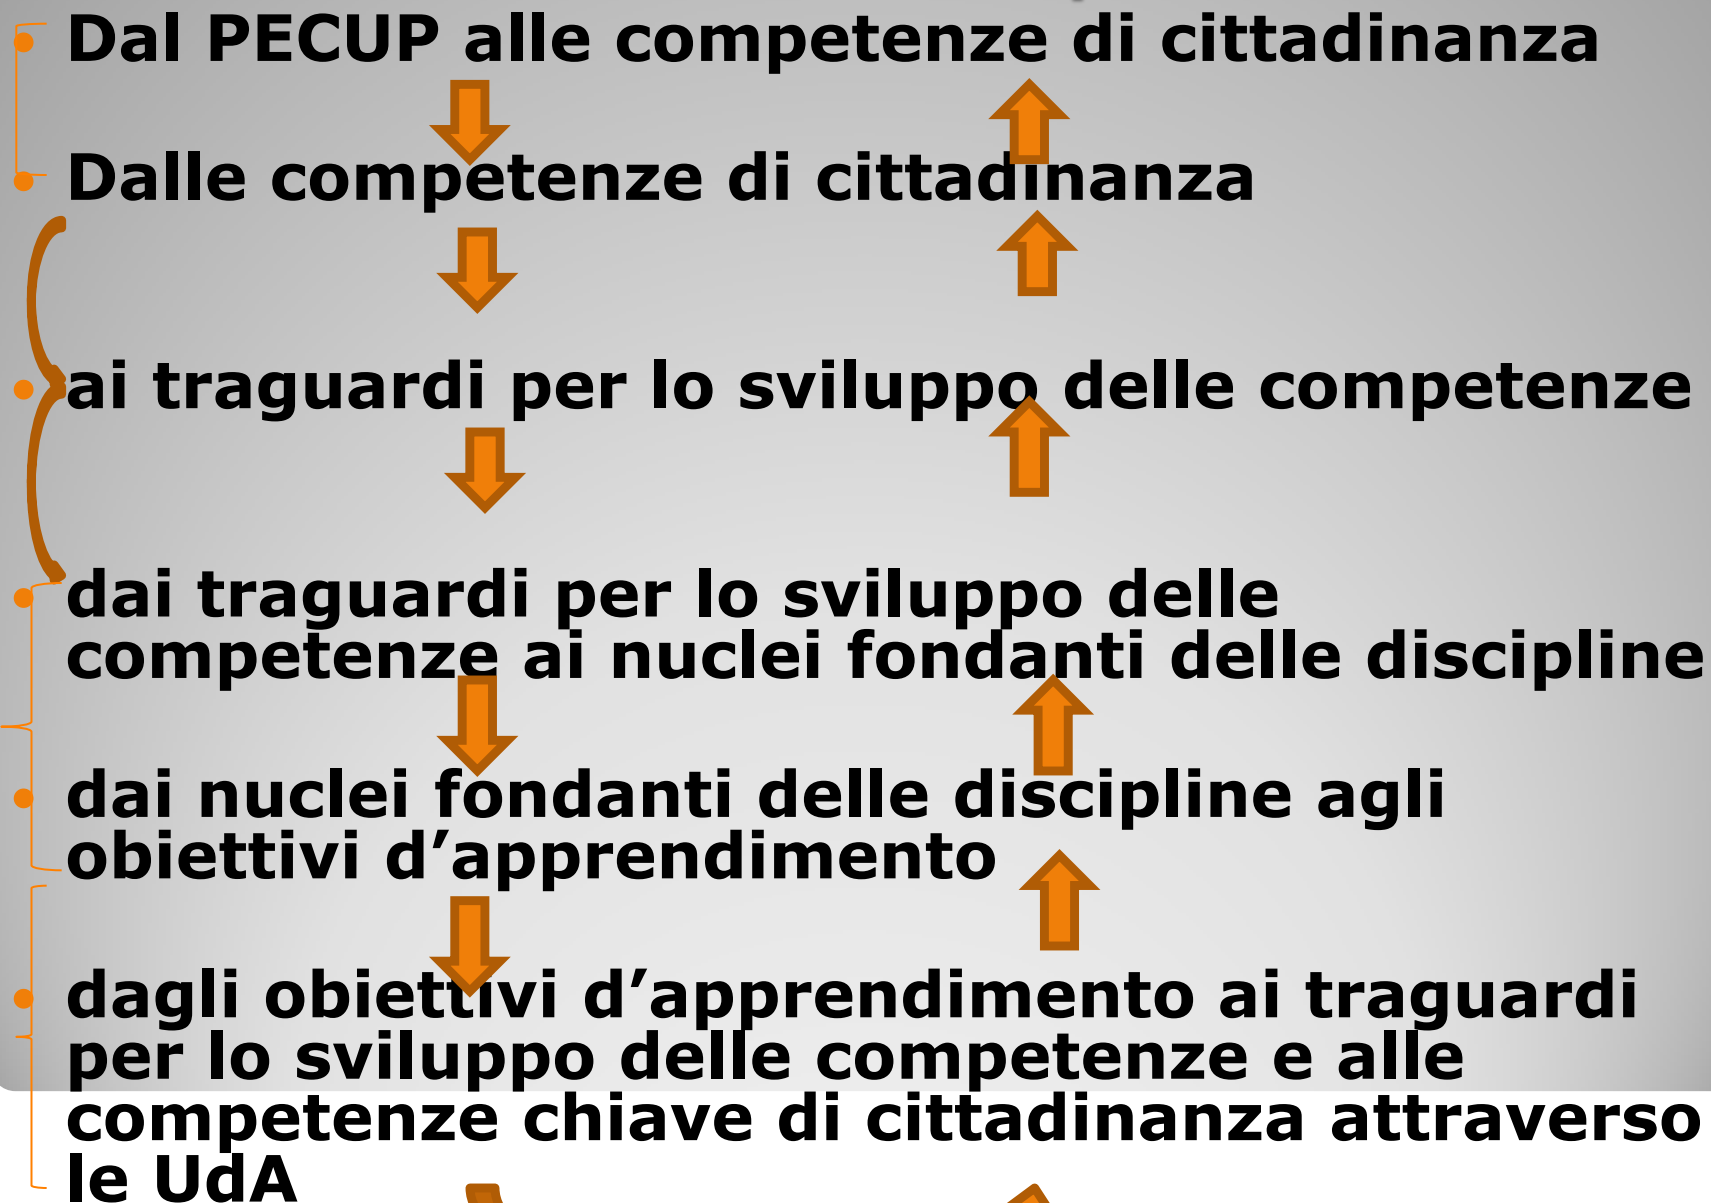 Dal PECUP alle competenze di cittadinanza
Dalle competenze di cittadinanza
ai traguardi per lo sviluppo delle competenze
dai traguardi per lo sviluppo delle
competenze ai nuclei fondanti delle discipline
dai nuclei fondanti delle discipline agli
obiettivi d’apprendimento
dagli obiettivi d’apprendimento ai traguardi
per lo sviluppo delle competenze e alle
competenze chiave di cittadinanza attraverso
le UdA